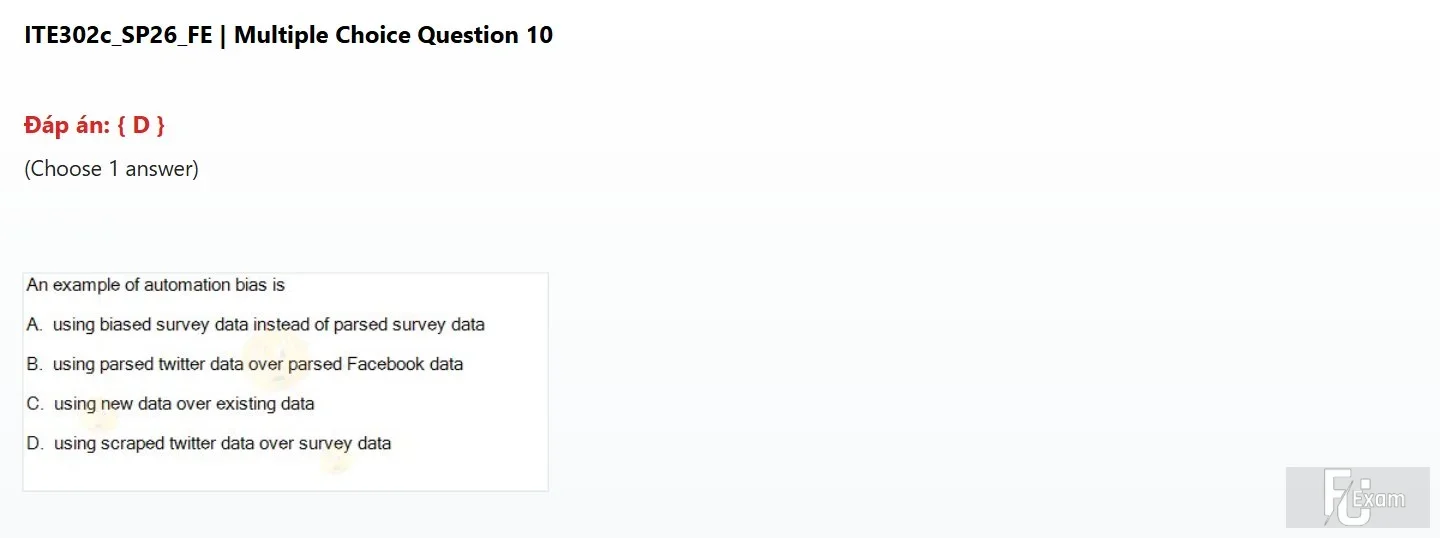 ITE302c_SP26_FE | Multiple Choice Question 10
Đáp án: { D }
(Choose 1 answer)
An example of automation bias is
A. using biased survey data instead of parsed survey data
B. using parsed twitter data over parsed Facebook data
C. using new data over existing data
D. using scraped twitter data over survey data
FU Exam